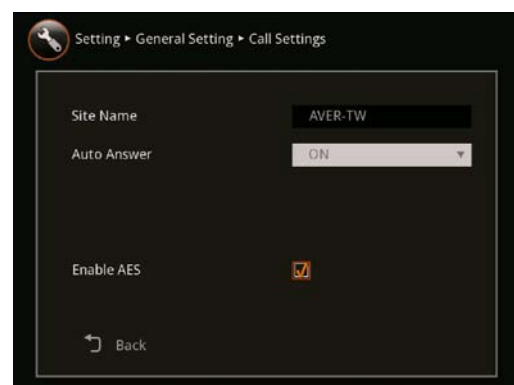 Setting ▸ General Setting ▸ Call Settings
Site Name AVER-TW
Auto Answer ON
Enable AES
Back